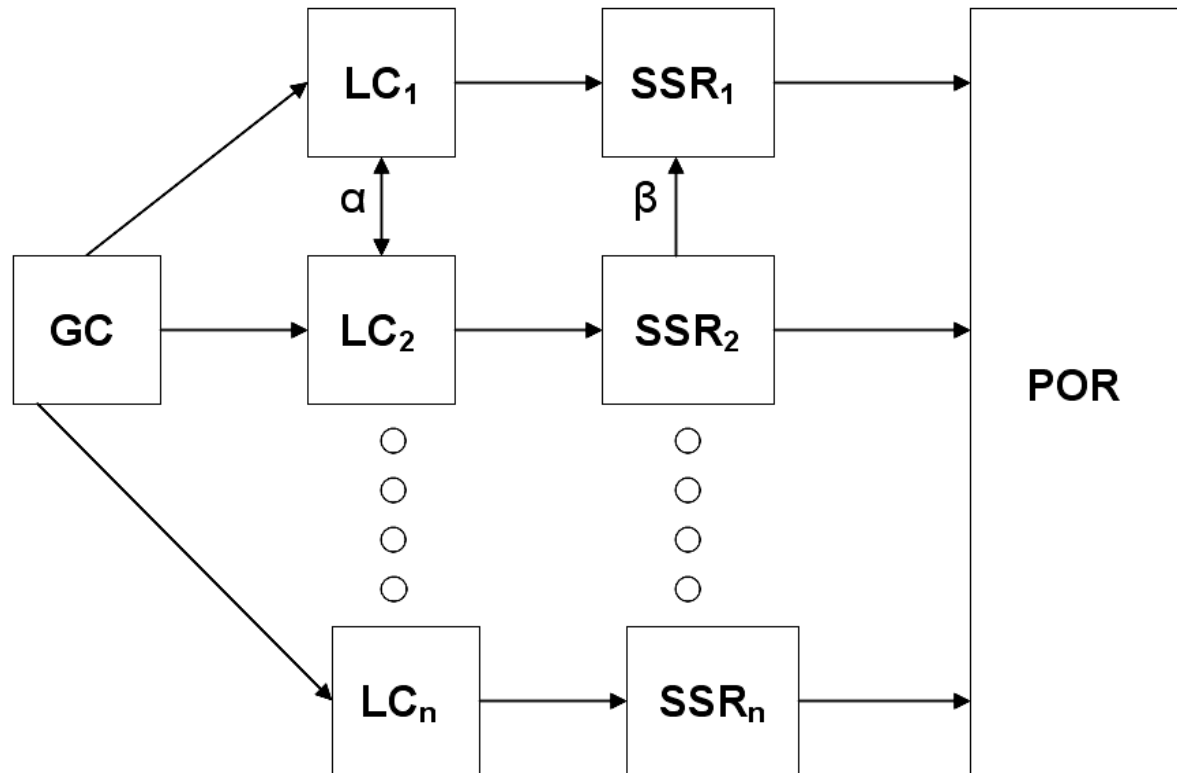 LC₁
SSR₁
α
β
GC
LC₂
SSR₂
POR
LCₙ
SSRₙ